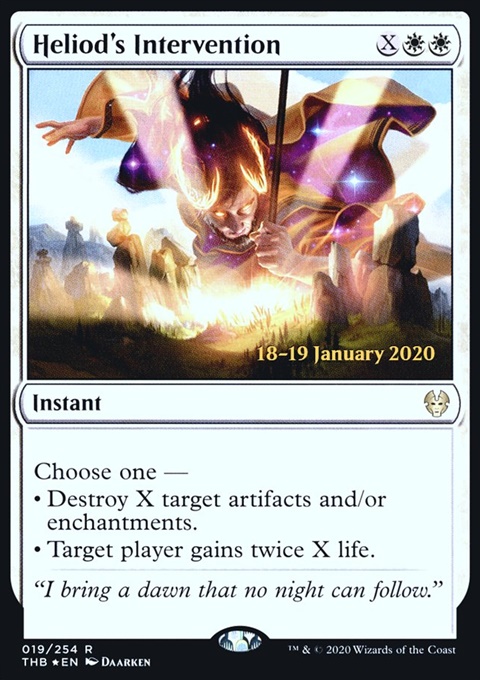 Heliod's Intervention X
18–19 January 2020
Instant
Choose one —
• Destroy X target artifacts and/or
enchantments.
• Target player gains twice X life.
“I bring a dawn that no night can follow.”
019/254 R
THB ★ EN Daarken
™ & © 2020 Wizards of the Coast